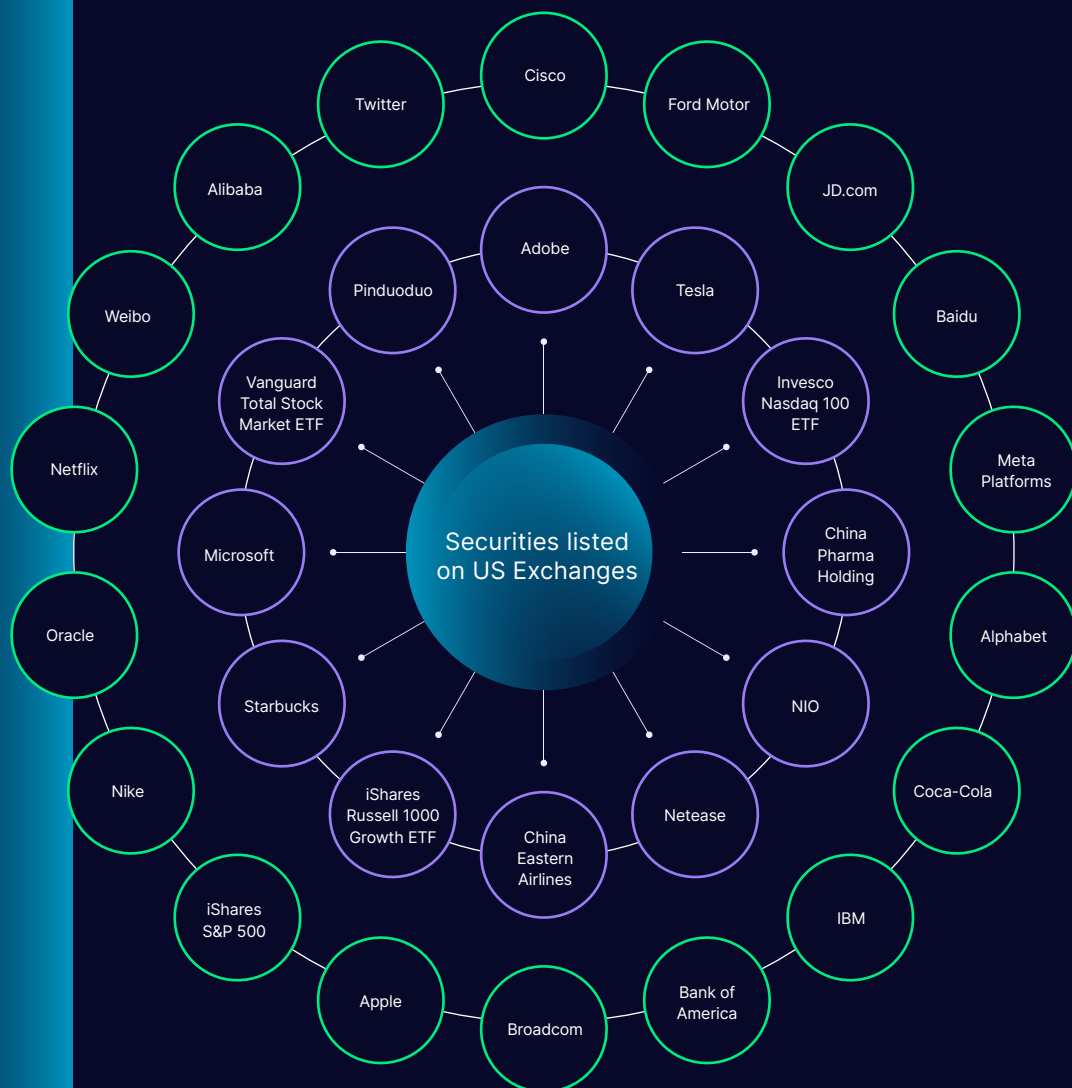 Cisco
Twitter
Ford Motor
Alibaba
JD.com
Adobe
Pinduoduo
Tesla
Weibo
Baidu
Vanguard
Total Stock
Market ETF
Invesco
Nasdaq 100
ETF
Netflix
Meta
Platforms
Securities listed
on US Exchanges
Microsoft
China
Pharma
Holding
Oracle
Alphabet
Starbucks
NIO
Nike
Coca-Cola
iShares
Russell 1000
Growth ETF
Netease
China
Eastern
Airlines
iShares
S&P 500
IBM
Apple
Bank of
America
Broadcom